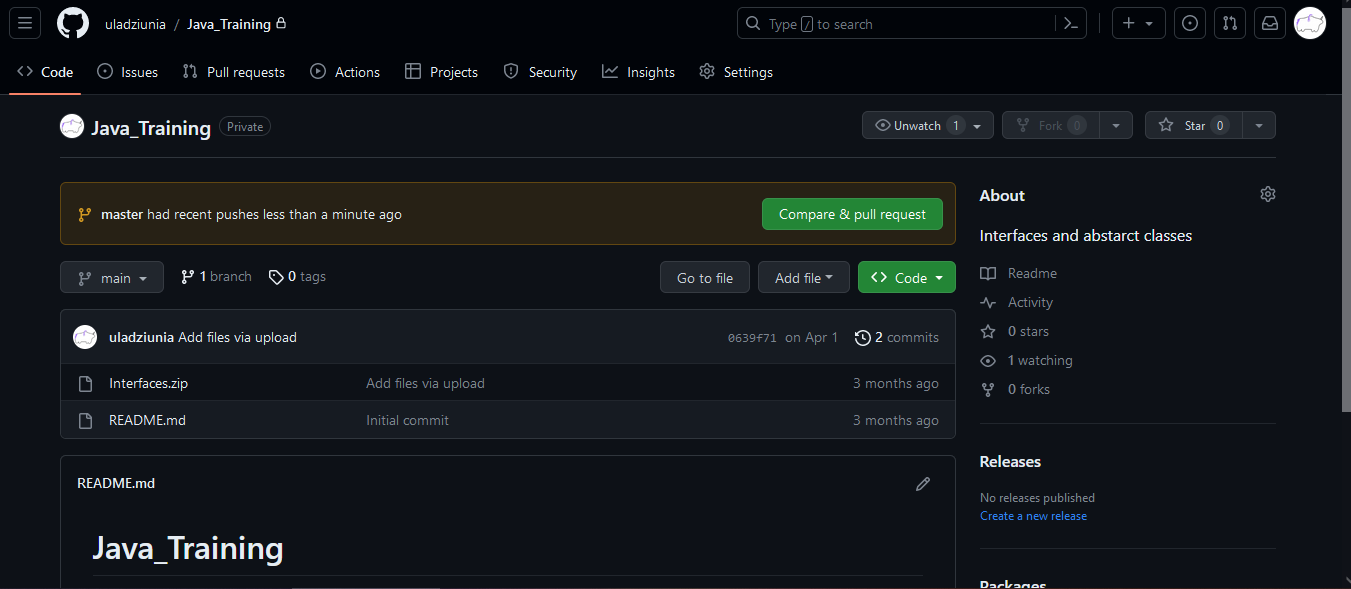 uladziunia / Java_Training
Type / to search
Code Issues Pull requests Actions Projects Security Insights Settings
Java_Training Private
Unwatch 1 Fork 0 Star 0
master had recent pushes less than a minute ago
Compare & pull request
main 1 branch 0 tags
Go to file Add file Code
uladziunia Add files via upload 0639f71 on Apr 1 2 commits
Interfaces.zip Add files via upload 3 months ago
README.md Initial commit 3 months ago
README.md
Java_Training
About
Interfaces and abstarct classes
Readme
Activity
0 stars
1 watching
0 forks
Releases
No releases published
Create a new release
Packages